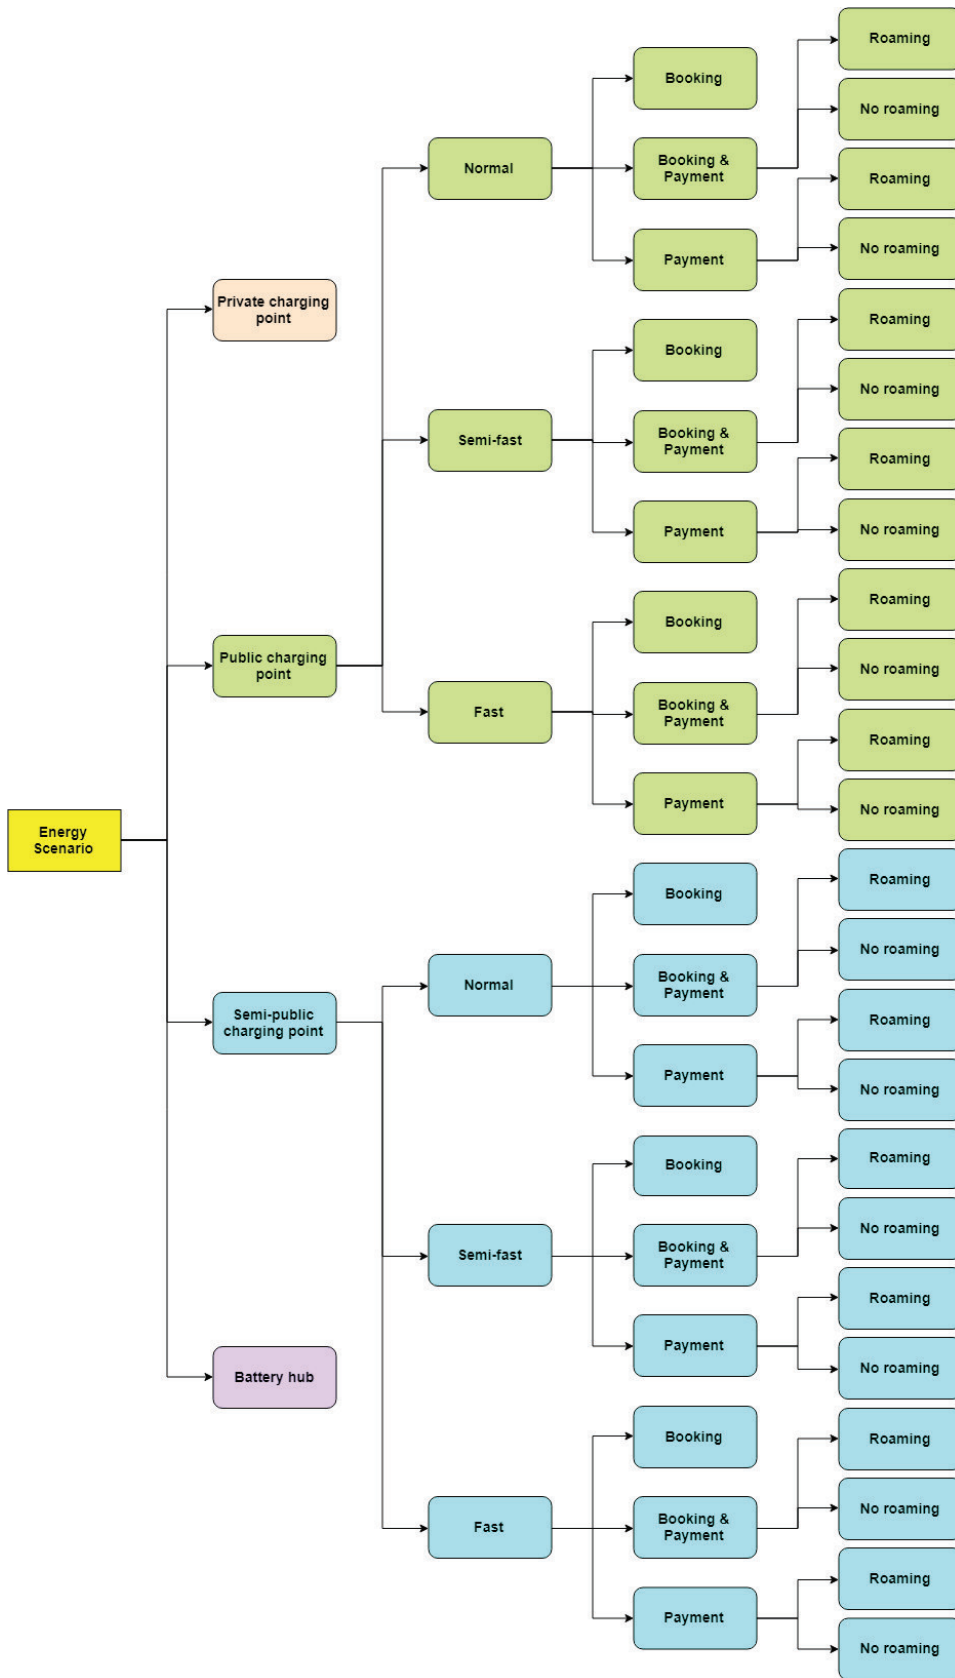 Roaming
Booking
No roaming
Normal
Booking &
Payment
Roaming
Payment
No roaming
Private charging
point
Roaming
Booking
No roaming
Semi-fast
Booking &
Payment
Roaming
Payment
No roaming
Roaming
Booking
Public charging
point
No roaming
Fast
Booking &
Payment
Roaming
Payment
No roaming
Energy
Scenario
Roaming
Booking
No roaming
Normal
Booking &
Payment
Semi-public
charging point
Roaming
Payment
No roaming
Roaming
Booking
No roaming
Semi-fast
Booking &
Payment
Roaming
Payment
No roaming
Battery hub
Roaming
Booking
No roaming
Fast
Booking &
Payment
Roaming
Payment
No roaming